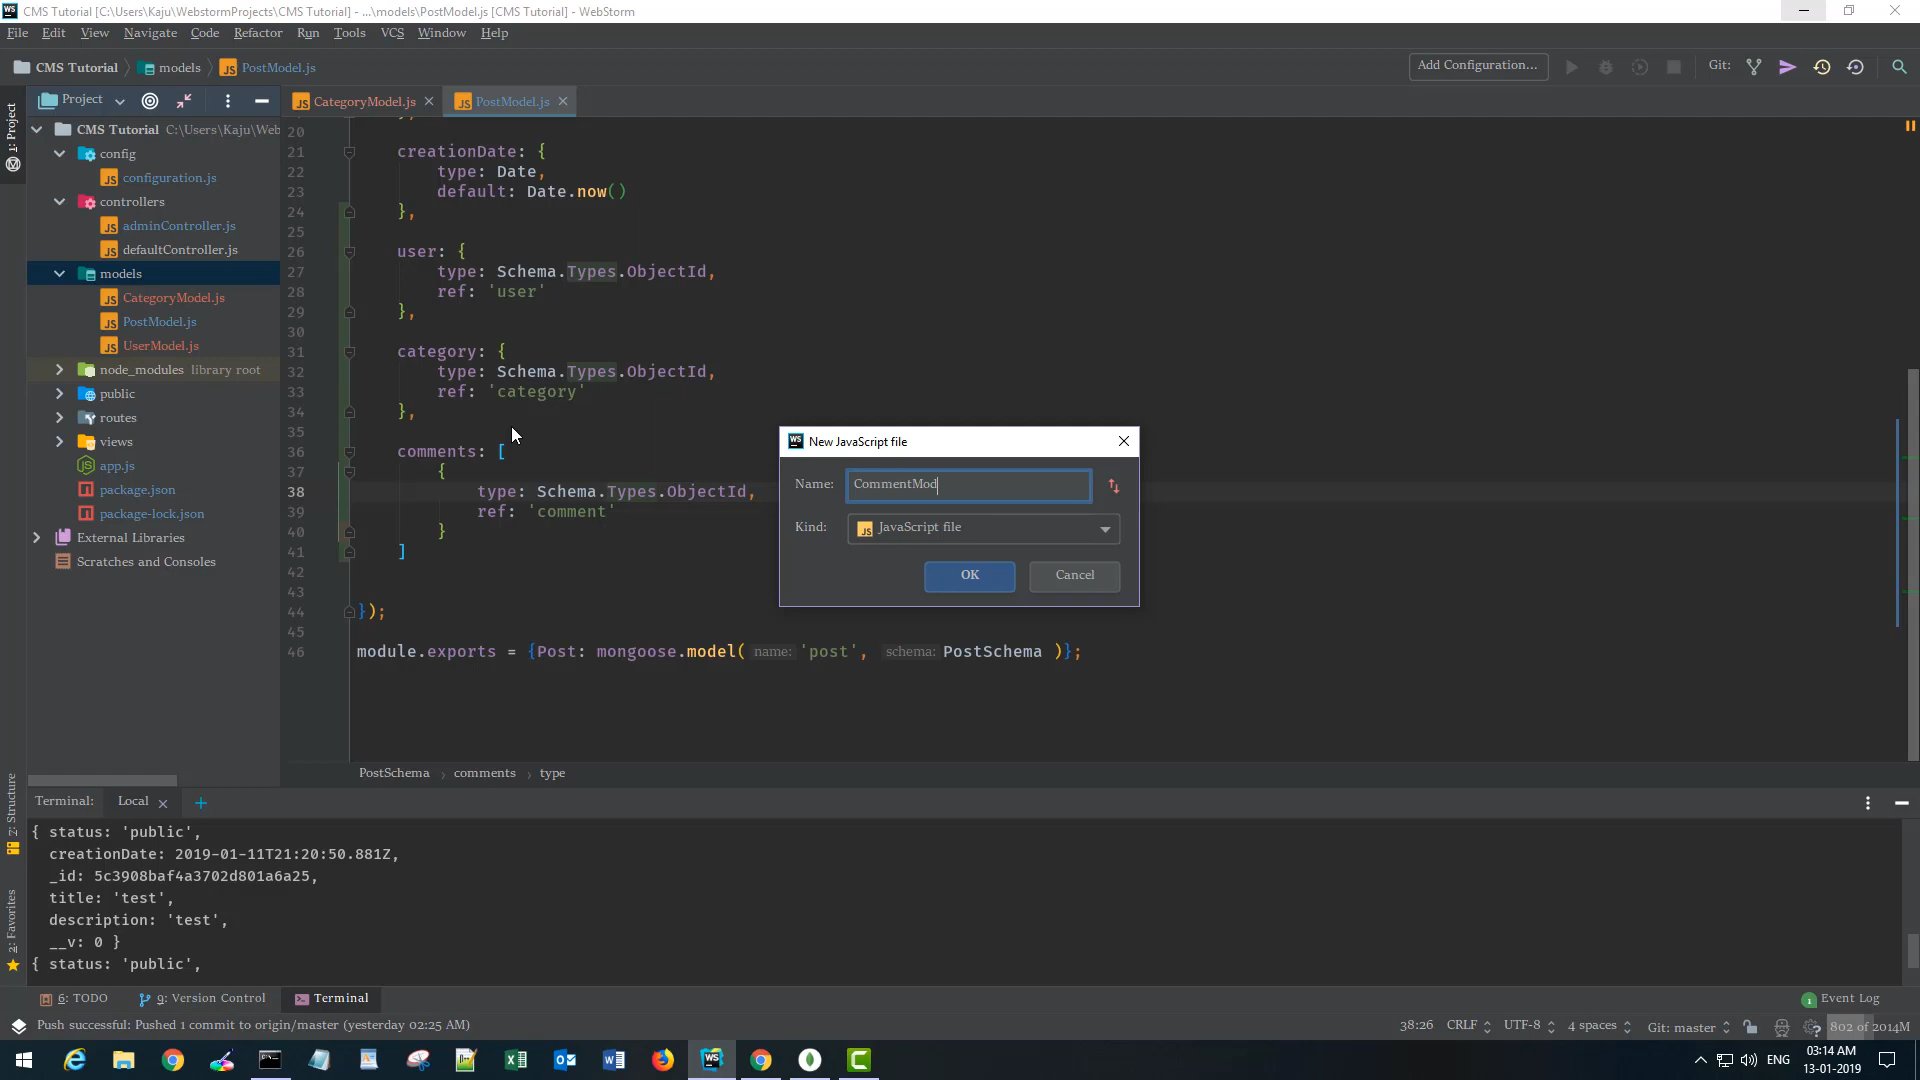 CMS Tutorial [C:\Users\Kaju\WebstormProjects\CMS Tutorial] - ...\models\PostModel.js [CMS Tutorial] - WebStorm
File Edit View Navigate Code Refactor Run Tools VCS Window Help
CMS Tutorial models PostModel.js Add Configuration... Git:
1: Project
Project
CategoryModel.js PostModel.js
CMS Tutorial C:\Users\Kaju\Web
config
configuration.js
controllers
adminController.js
defaultController.js
models
CategoryModel.js
PostModel.js
UserModel.js
node_modules library root
public
routes
views
app.js
package.json
package-lock.json
External Libraries
Scratches and Consoles
20
21 creationDate: {
22 type: Date,
23 default: Date.now()
24 },
25
26 user: {
27 type: Schema.Types.ObjectId,
28 ref: 'user'
29 },
30
31 category: {
32 type: Schema.Types.ObjectId,
33 ref: 'category'
34 },
35
36 comments: [
37 {
38 type: Schema.Types.ObjectId,
39 ref: 'comment'
40 }
41 ]
42
43
44 });
45
46 module.exports = {Post: mongoose.model( name: 'post', schema: PostSchema )};
New JavaScript file
Name: CommentMod
Kind: JavaScript file
OK Cancel
PostSchema comments type
Z: Structure
2: Favorites
Terminal: Local
{ status: 'public',
creationDate: 2019-01-11T21:20:50.881Z,
_id: 5c3908baf4a3702d801a6a25,
title: 'test',
description: 'test',
__v: 0 }
{ status: 'public',
6: TODO 9: Version Control Terminal 1 Event Log
Push successful: Pushed 1 commit to origin/master (yesterday 02:25 AM) 38:26 CRLF UTF-8 4 spaces Git: master 802 of 2014M
ENG 03:14 AM
13-01-2019